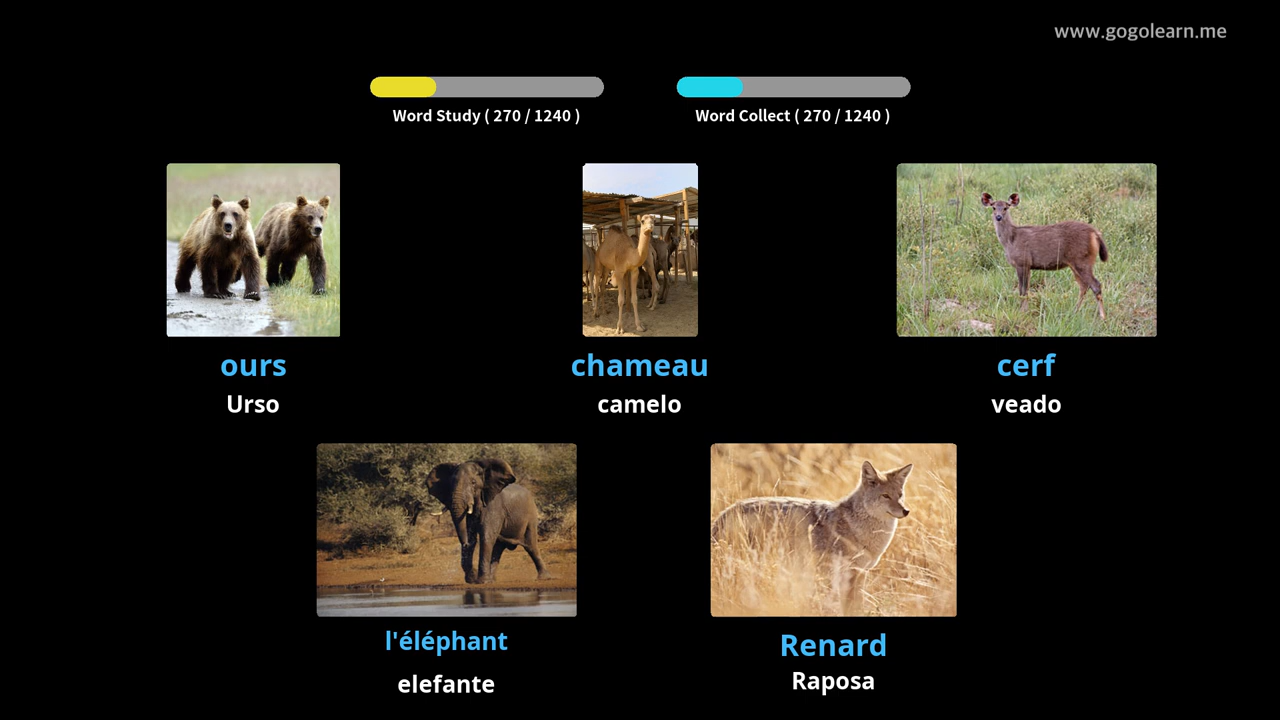 www.gogolearn.me
Word Study ( 270 / 1240 )
Word Collect ( 270 / 1240 )
ours
Urso
chameau
camelo
cerf
veado
l'éléphant
elefante
Renard
Raposa